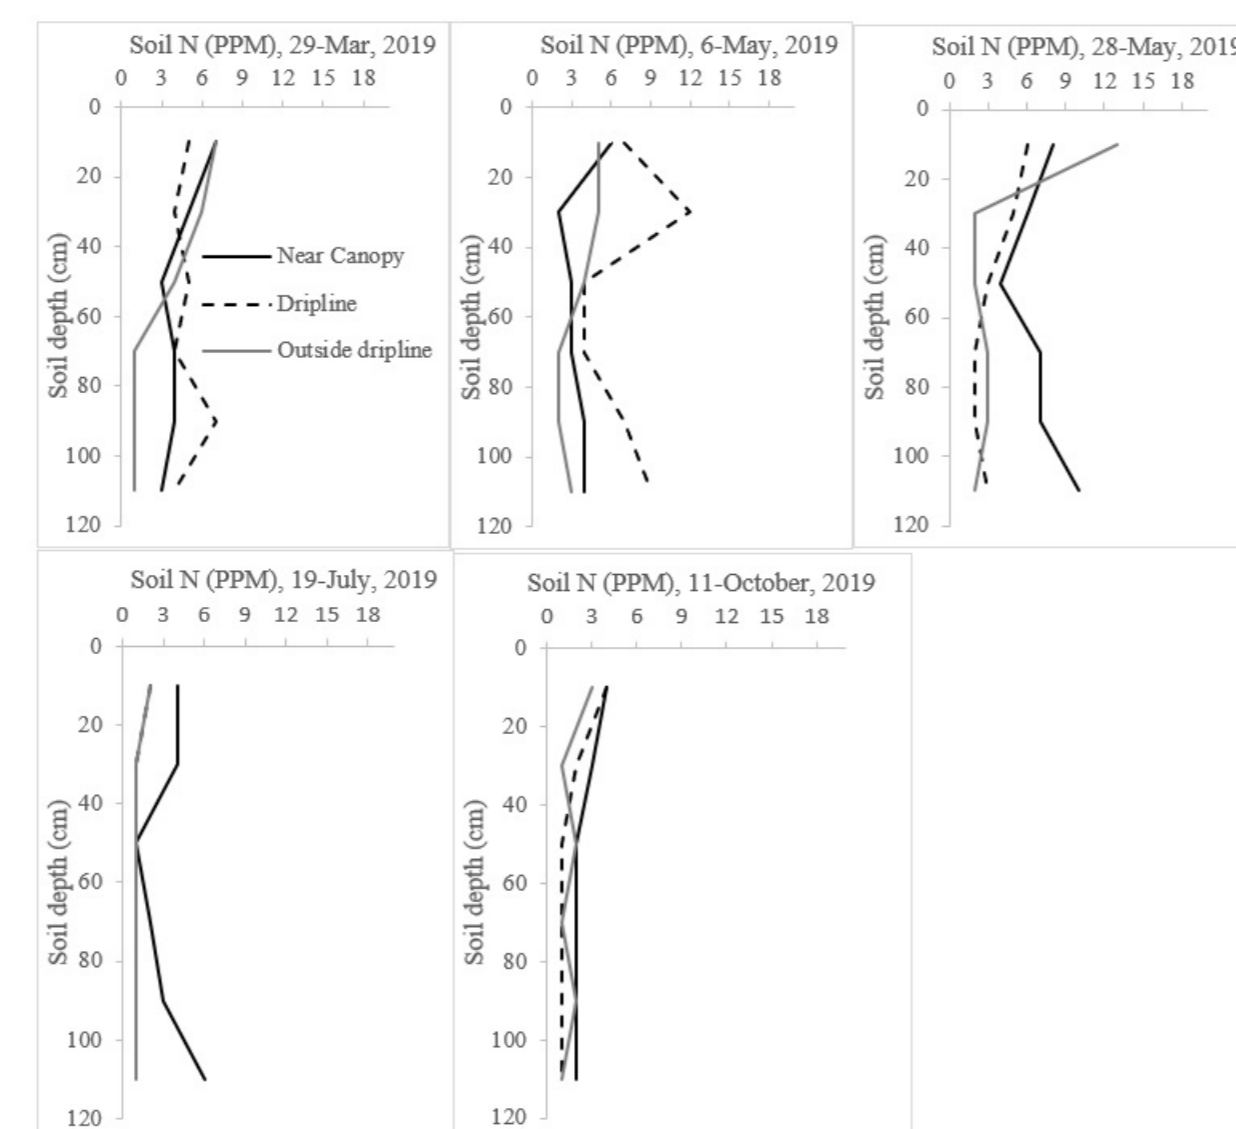 Soil N (PPM), 29-Mar, 2019
0 3 6 9 12 15 18
0
20
40
60
80
100
120
Soil depth (cm)
Near Canopy
Dripline
Outside dripline
Soil N (PPM), 6-May, 2019
0 3 6 9 12 15 18
0
20
40
60
80
100
120
Soil depth (cm)
Soil N (PPM), 28-May, 2019
0 3 6 9 12 15 18
0
20
40
60
80
100
120
Soil depth (cm)
Soil N (PPM), 19-July, 2019
0 3 6 9 12 15 18
0
20
40
60
80
100
120
Soil depth (cm)
Soil N (PPM), 11-October, 2019
0 3 6 9 12 15 18
0
20
40
60
80
100
120
Soil depth (cm)